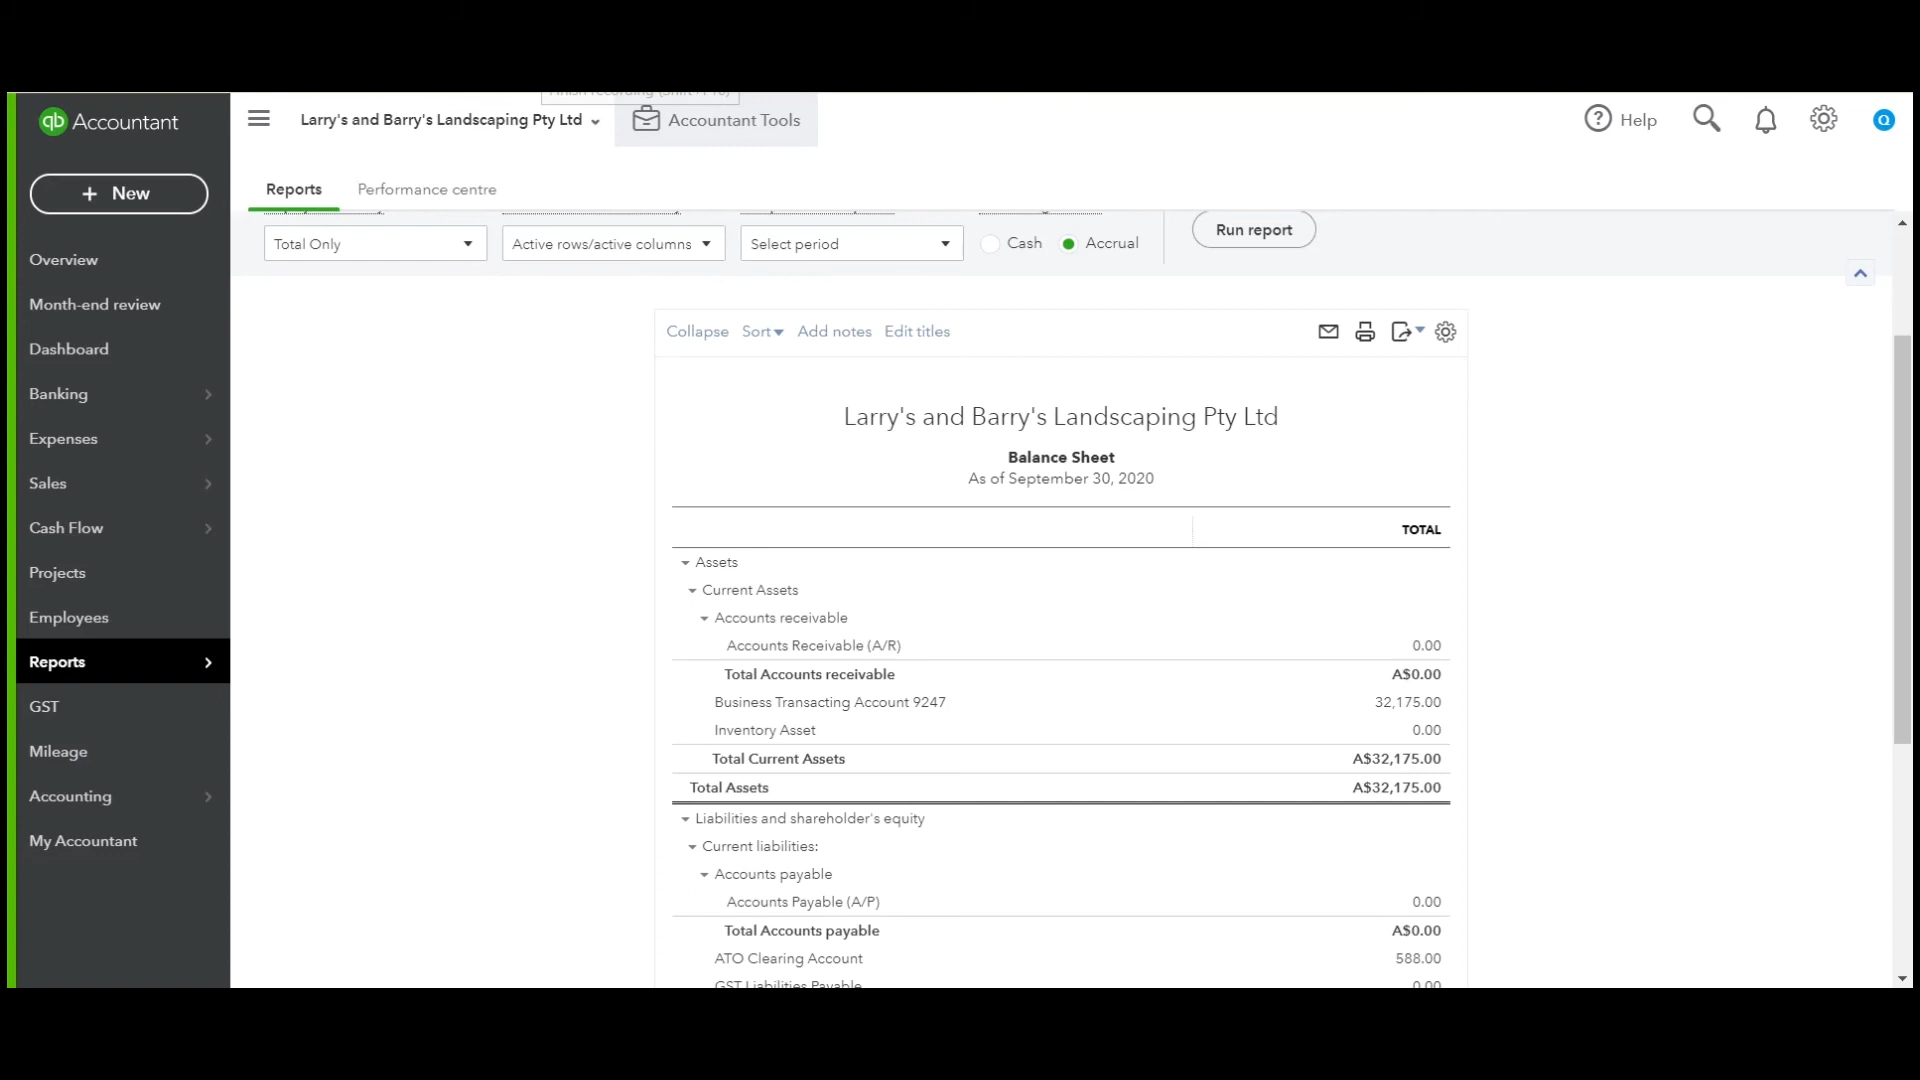 qb Accountant
Larry's and Barry's Landscaping Pty Ltd
Accountant Tools
Help
Q
+ New
Reports
Performance centre
Total Only
Active rows/active columns
Select period
Cash
Accrual
Run report
Overview
Month-end review
Dashboard
Banking
Expenses
Sales
Cash Flow
Projects
Employees
Reports
GST
Mileage
Accounting
My Accountant
Collapse
Sort
Add notes
Edit titles
Larry's and Barry's Landscaping Pty Ltd
Balance Sheet
As of September 30, 2020
TOTAL
Assets
Current Assets
Accounts receivable
Accounts Receivable (A/R) 0.00
Total Accounts receivable A$0.00
Business Transacting Account 9247 32,175.00
Inventory Asset 0.00
Total Current Assets A$32,175.00
Total Assets A$32,175.00
Liabilities and shareholder's equity
Current liabilities:
Accounts payable
Accounts Payable (A/P) 0.00
Total Accounts payable A$0.00
ATO Clearing Account 588.00
GST Liabilities Payable 0.00